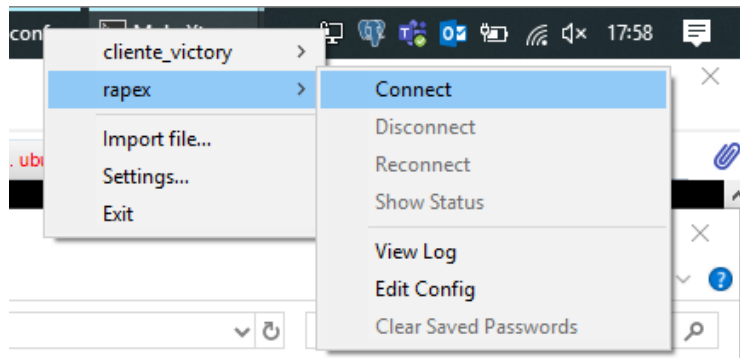 17:58
cliente_victory
rapex
Import file...
Settings...
Exit
Connect
Disconnect
Reconnect
Show Status
View Log
Edit Config
Clear Saved Passwords